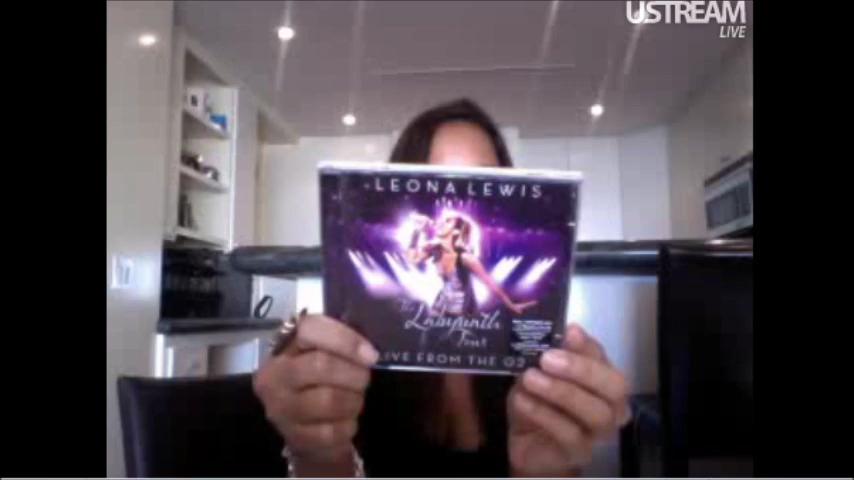 USTREAM
LIVE
LEONA LEWIS
The
Labyrinth
Tour
LIVE FROM THE O2